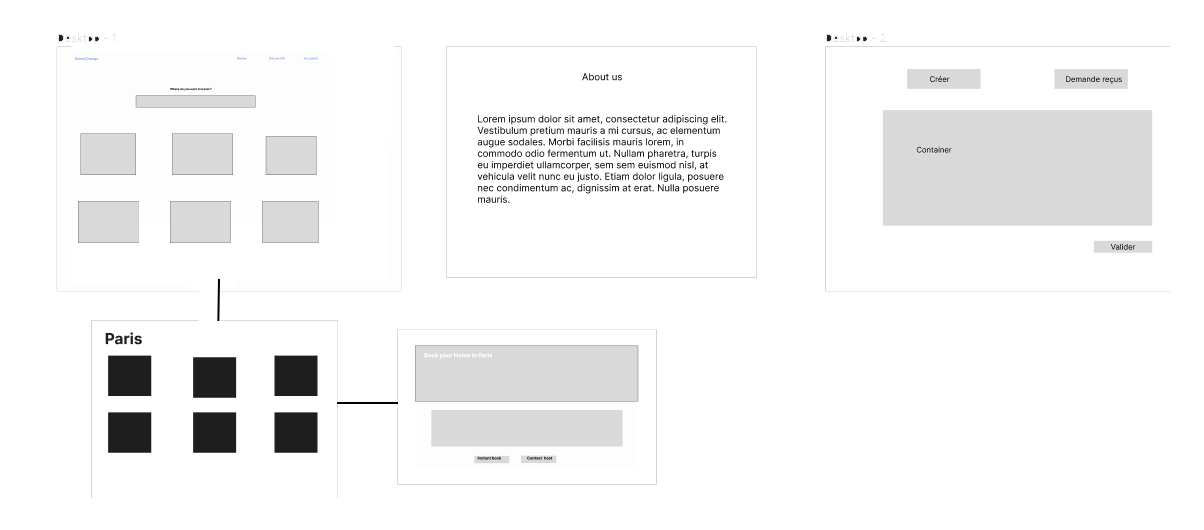 Desktop - 1
Home
Account
Where do you want to travel?
About us
Lorem ipsum dolor sit amet, consectetur adipiscing elit.
Vestibulum pretium mauris a mi cursus, ac elementum
augue sodales. Morbi facilisis mauris lorem, in
commodo odio fermentum ut. Nullam pharetra, turpis
eu imperdiet ullamcorper, sem sem euismod nisl, at
vehicula velit nunc eu justo. Etiam dolor ligula, posuere
nec condimentum ac, dignissim at erat. Nulla posuere
mauris.
Desktop - 2
Créer
Demande reçus
Container
Valider
Paris
Book your Home in Paris
Instant book
Contact host